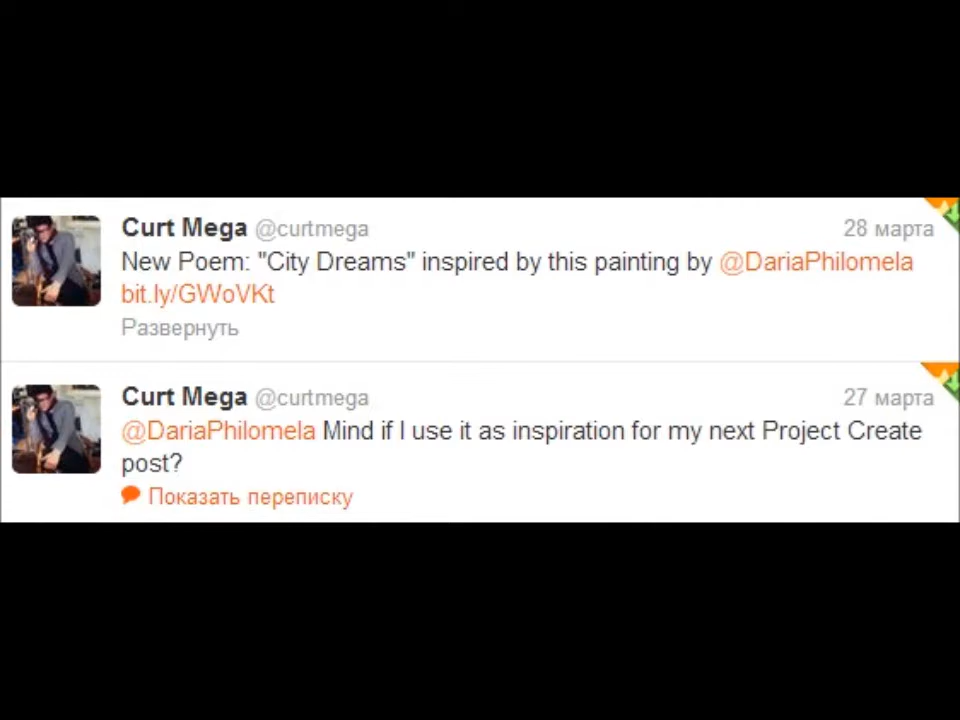 Curt Mega @curtmega 28 марта
New Poem: "City Dreams" inspired by this painting by @DariaPhilomela
bit.ly/GWoVKt
Развернуть
Curt Mega @curtmega 27 марта
@DariaPhilomela Mind if I use it as inspiration for my next Project Create
post?
Показать переписку